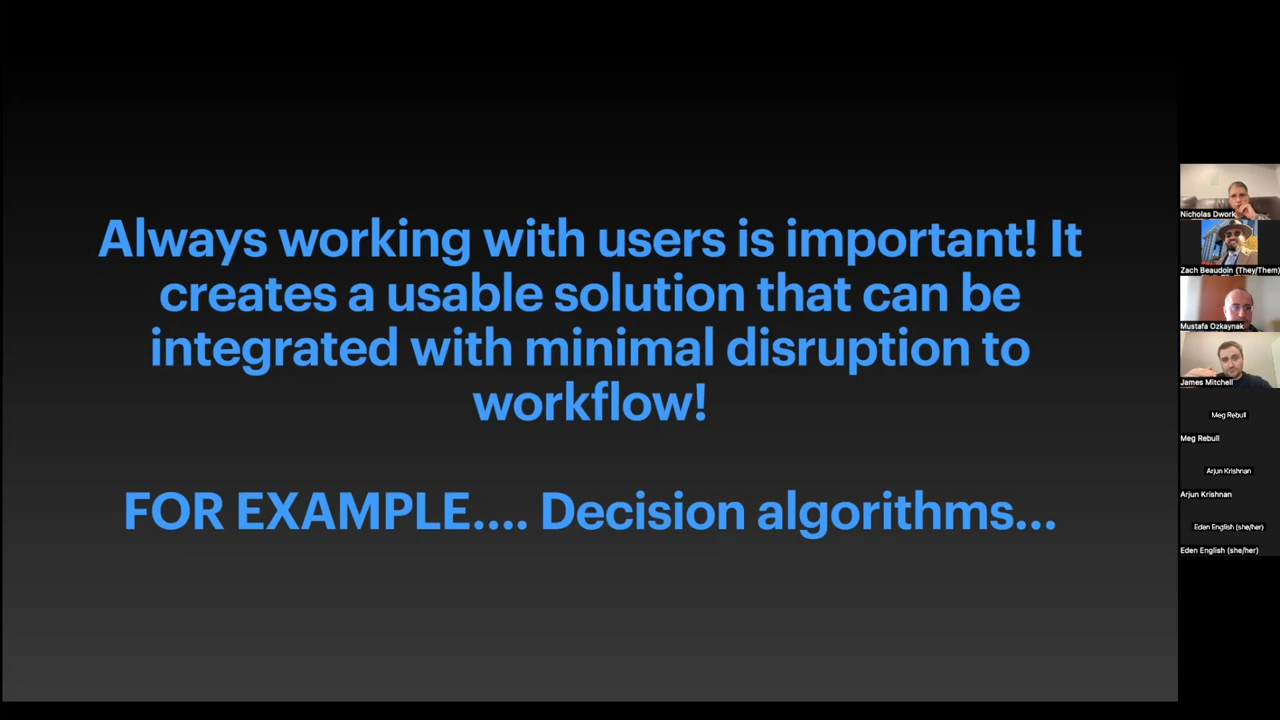 Always working with users is important! It
creates a usable solution that can be
integrated with minimal disruption to
workflow!
FOR EXAMPLE.... Decision algorithms...
Nicholas Dwork
Zach Beaudoin (They/Them)
Mustafa Ozkaynak
James Mitchell
Meg Rebull
Meg Rebull
Arjun Krishnan
Arjun Krishnan
Eden English (she/her)
Eden English (she/her)